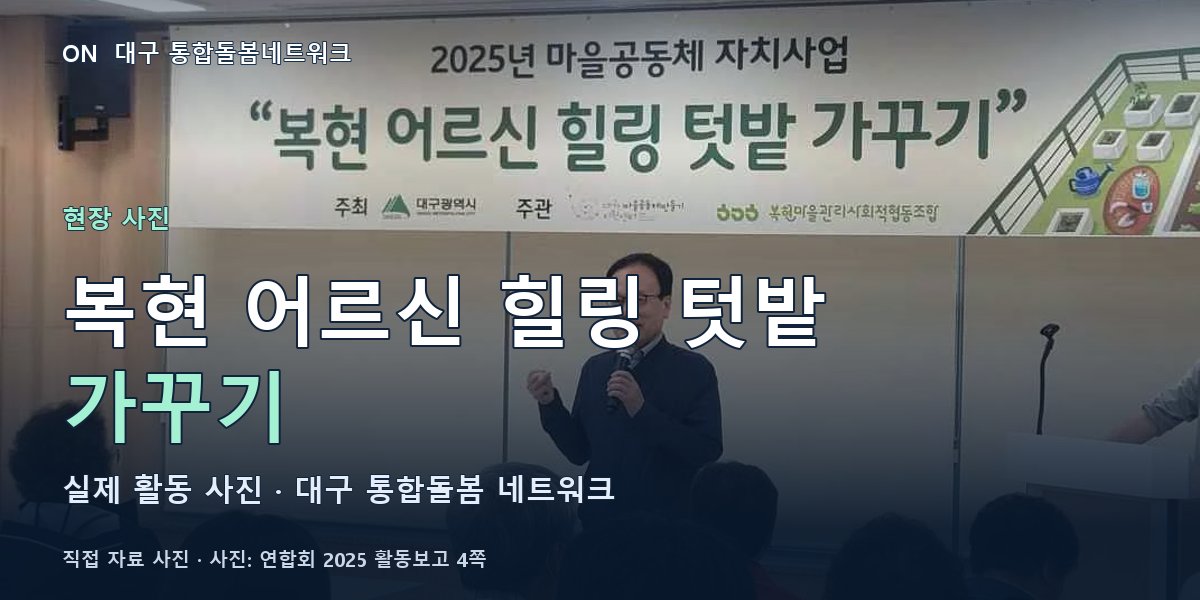 ON 대구 통합돌봄네트워크
2025년 마을공동체 자치사업
“복현 어르신 힐링 텃밭 가꾸기”
주최 대구광역시 주관 복현마을관리사회적협동조합
현장 사진
복현 어르신 힐링 텃밭
가꾸기
실제 활동 사진 · 대구 통합돌봄 네트워크
직접 자료 사진 · 사진: 연합회 2025 활동보고 4쪽